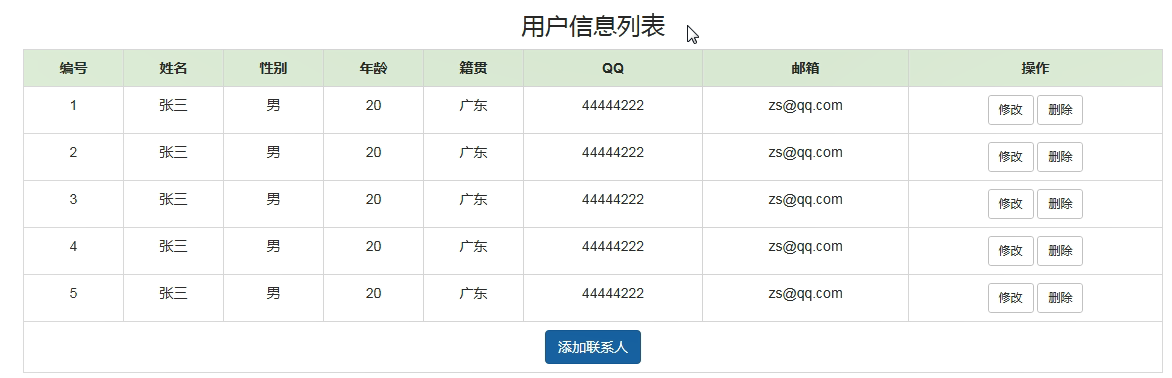 用户信息列表
编号 姓名 性别 年龄 籍贯 QQ 邮箱 操作
1 张三 男 20 广东 44444222 zs@qq.com 修改 删除
2 张三 男 20 广东 44444222 zs@qq.com 修改 删除
3 张三 男 20 广东 44444222 zs@qq.com 修改 删除
4 张三 男 20 广东 44444222 zs@qq.com 修改 删除
5 张三 男 20 广东 44444222 zs@qq.com 修改 删除
添加联系人